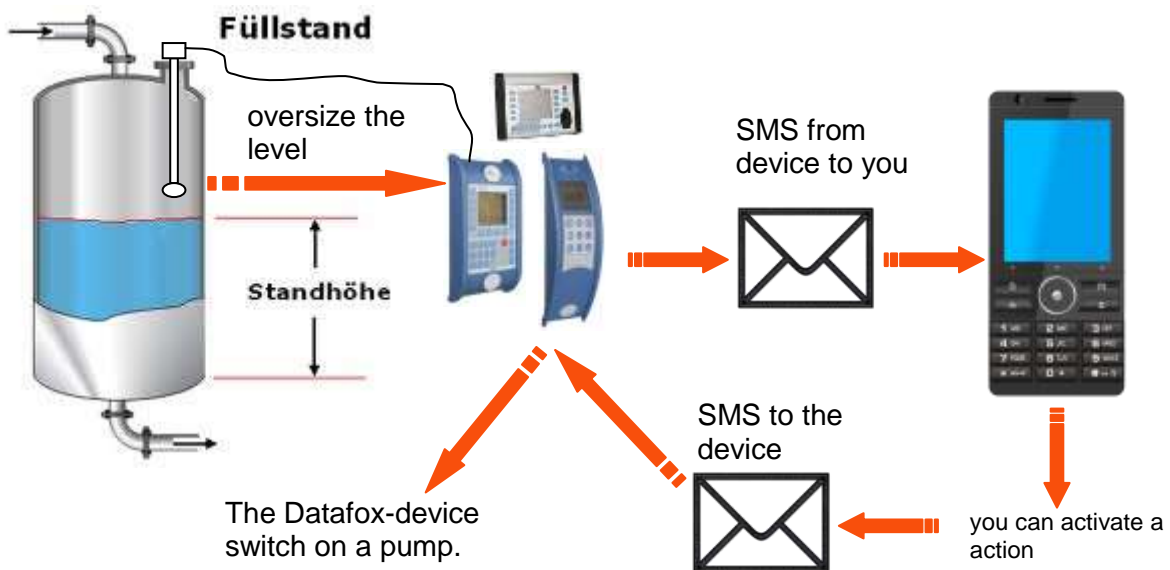 Füllstand
oversize the
level
SMS from
device to you
Standhöhe
SMS to the
device
The Datafox-device
switch on a pump.
you can activate a
action